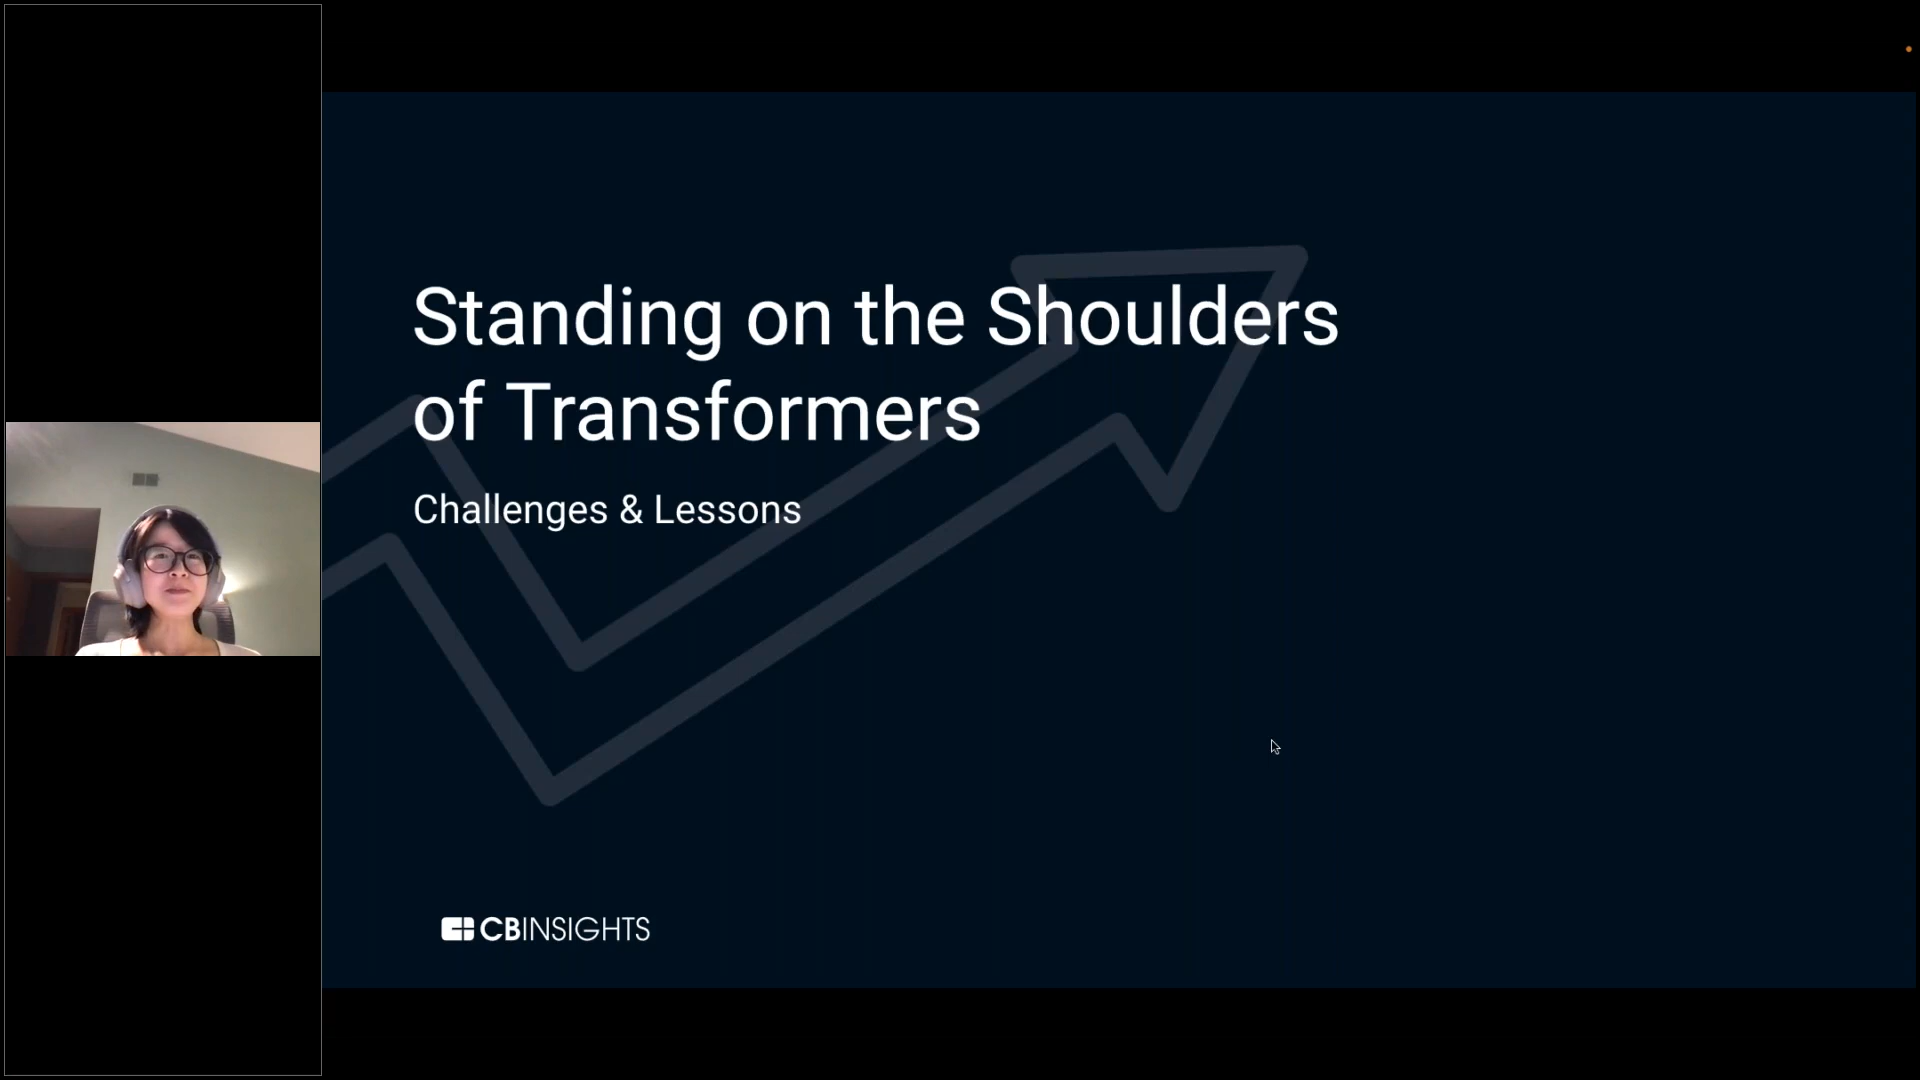 Standing on the Shoulders
of Transformers
Challenges & Lessons
CBINSIGHTS